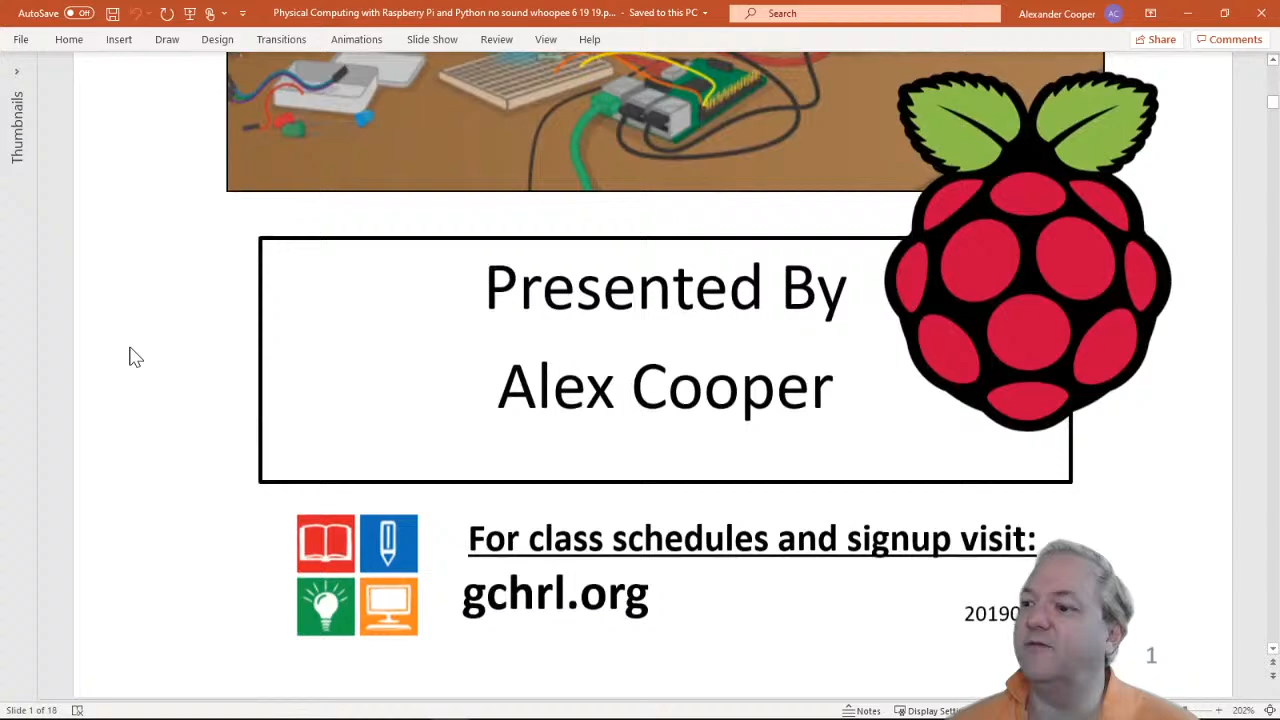 AutoSave Off
Physical Computing with Raspberry Pi and Python no sound whoopee 6 19 19.p... - Saved to this PC
Search
Alexander Cooper AC
File Home Insert Draw Design Transitions Animations Slide Show Review View Help Share Comments
Thumbnails
Presented By
Alex Cooper
For class schedules and signup visit:
gchrl.org
20190
1
Slide 1 of 18 Notes Display Setti 202%